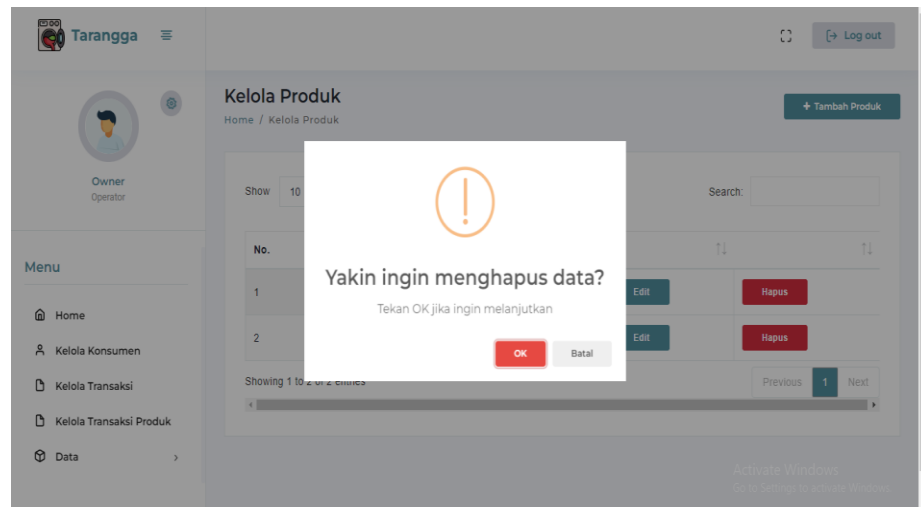 Tarangga
Log out
Kelola Produk
Home / Kelola Produk
+ Tambah Produk
Owner
Operator
Show 10
Search:
No.
Yakin ingin menghapus data?
Tekan OK jika ingin melanjutkan
OK Batal
1 Edit Hapus
2 Edit Hapus
Showing 1 to 2 of 2 entries
Previous 1 Next
Menu
Home
Kelola Konsumen
Kelola Transaksi
Kelola Transaksi Produk
Data
Activate Windows
Go to Settings to activate Windows.